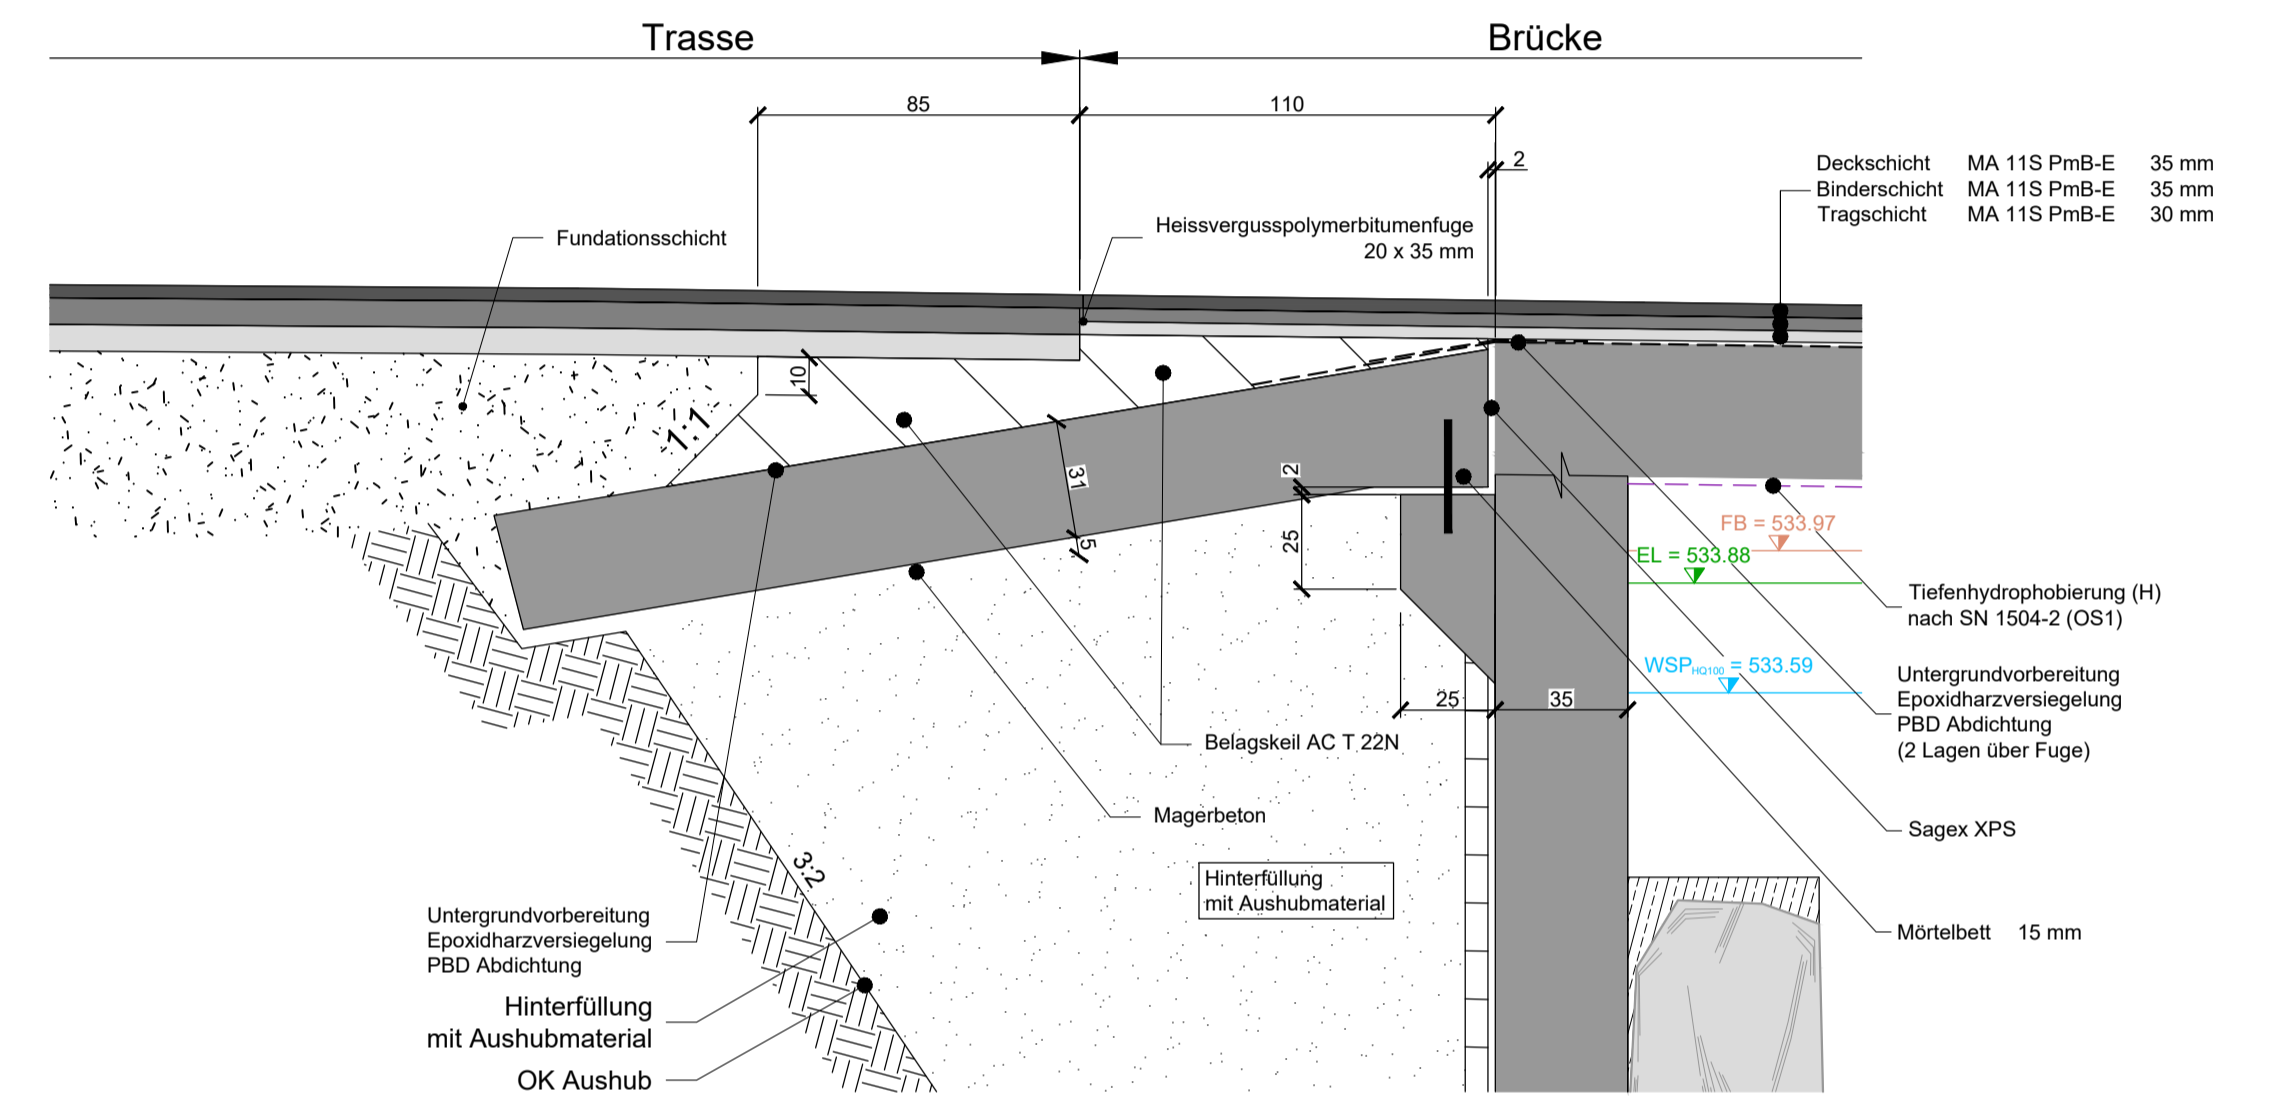 Trasse
Brücke
85
110
2
Deckschicht MA 11S PmB-E 35 mm
Binderschicht MA 11S PmB-E 35 mm
Tragschicht MA 11S PmB-E 30 mm
Heissvergusspolymerbitumenfuge
20 x 35 mm
Fundationsschicht
10
1:1
31
5
2
25
FB = 533.97
EL = 533.88
Tiefenhydrophobierung (H)
nach SN 1504-2 (OS1)
WSPHQ100 = 533.59
25
35
Untergrundvorbereitung
Epoxidharzversiegelung
PBD Abdichtung
(2 Lagen über Fuge)
Belagskeil AC T 22N
Magerbeton
Sagex XPS
3:2
Hinterfüllung
mit Aushubmaterial
Mörtelbett 15 mm
Untergrundvorbereitung
Epoxidharzversiegelung
PBD Abdichtung
Hinterfüllung
mit Aushubmaterial
OK Aushub